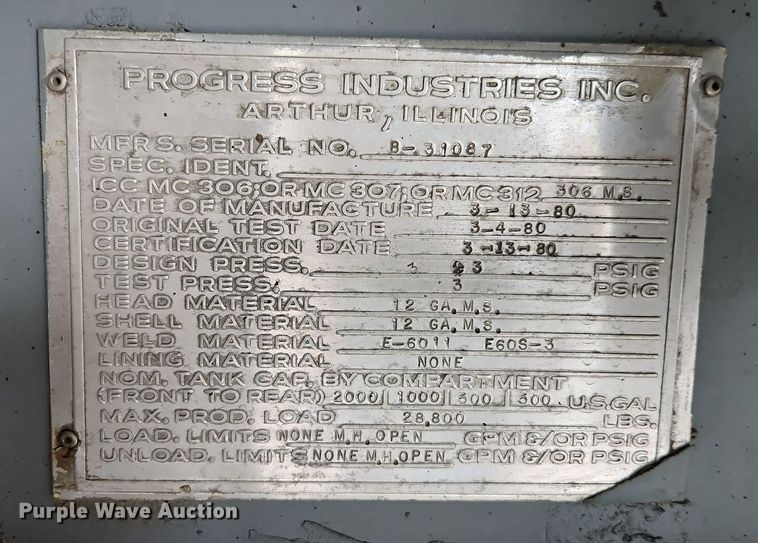 PROGRESS INDUSTRIES INC.
ARTHUR, ILLINOIS
MFRS. SERIAL NO. B-31087
SPEC. IDENT.
ICC MC 306; OR MC 307; OR MC 312 306 M.S.
DATE OF MANUFACTURE 3-13-80
ORIGINAL TEST DATE 3-4-80
CERTIFICATION DATE 3-13-80
DESIGN PRESS. 3 3 PSIG
TEST PRESS. 3 PSIG
HEAD MATERIAL 12 GA. M.S.
SHELL MATERIAL 12 GA. M.S.
WELD MATERIAL E-6011 E60S-3
LINING MATERIAL NONE
NOM. TANK CAP. BY COMPARTMENT
(FRONT TO REAR) 2000 | 1000 | 500 | 500 U.S. GAL
MAX. PROD. LOAD 28,800 LBS.
LOAD. LIMITS NONE M.H. OPEN GPM &/OR PSIG
UNLOAD. LIMITS NONE M.H. OPEN GPM &/OR PSIG
Purple Wave Auction